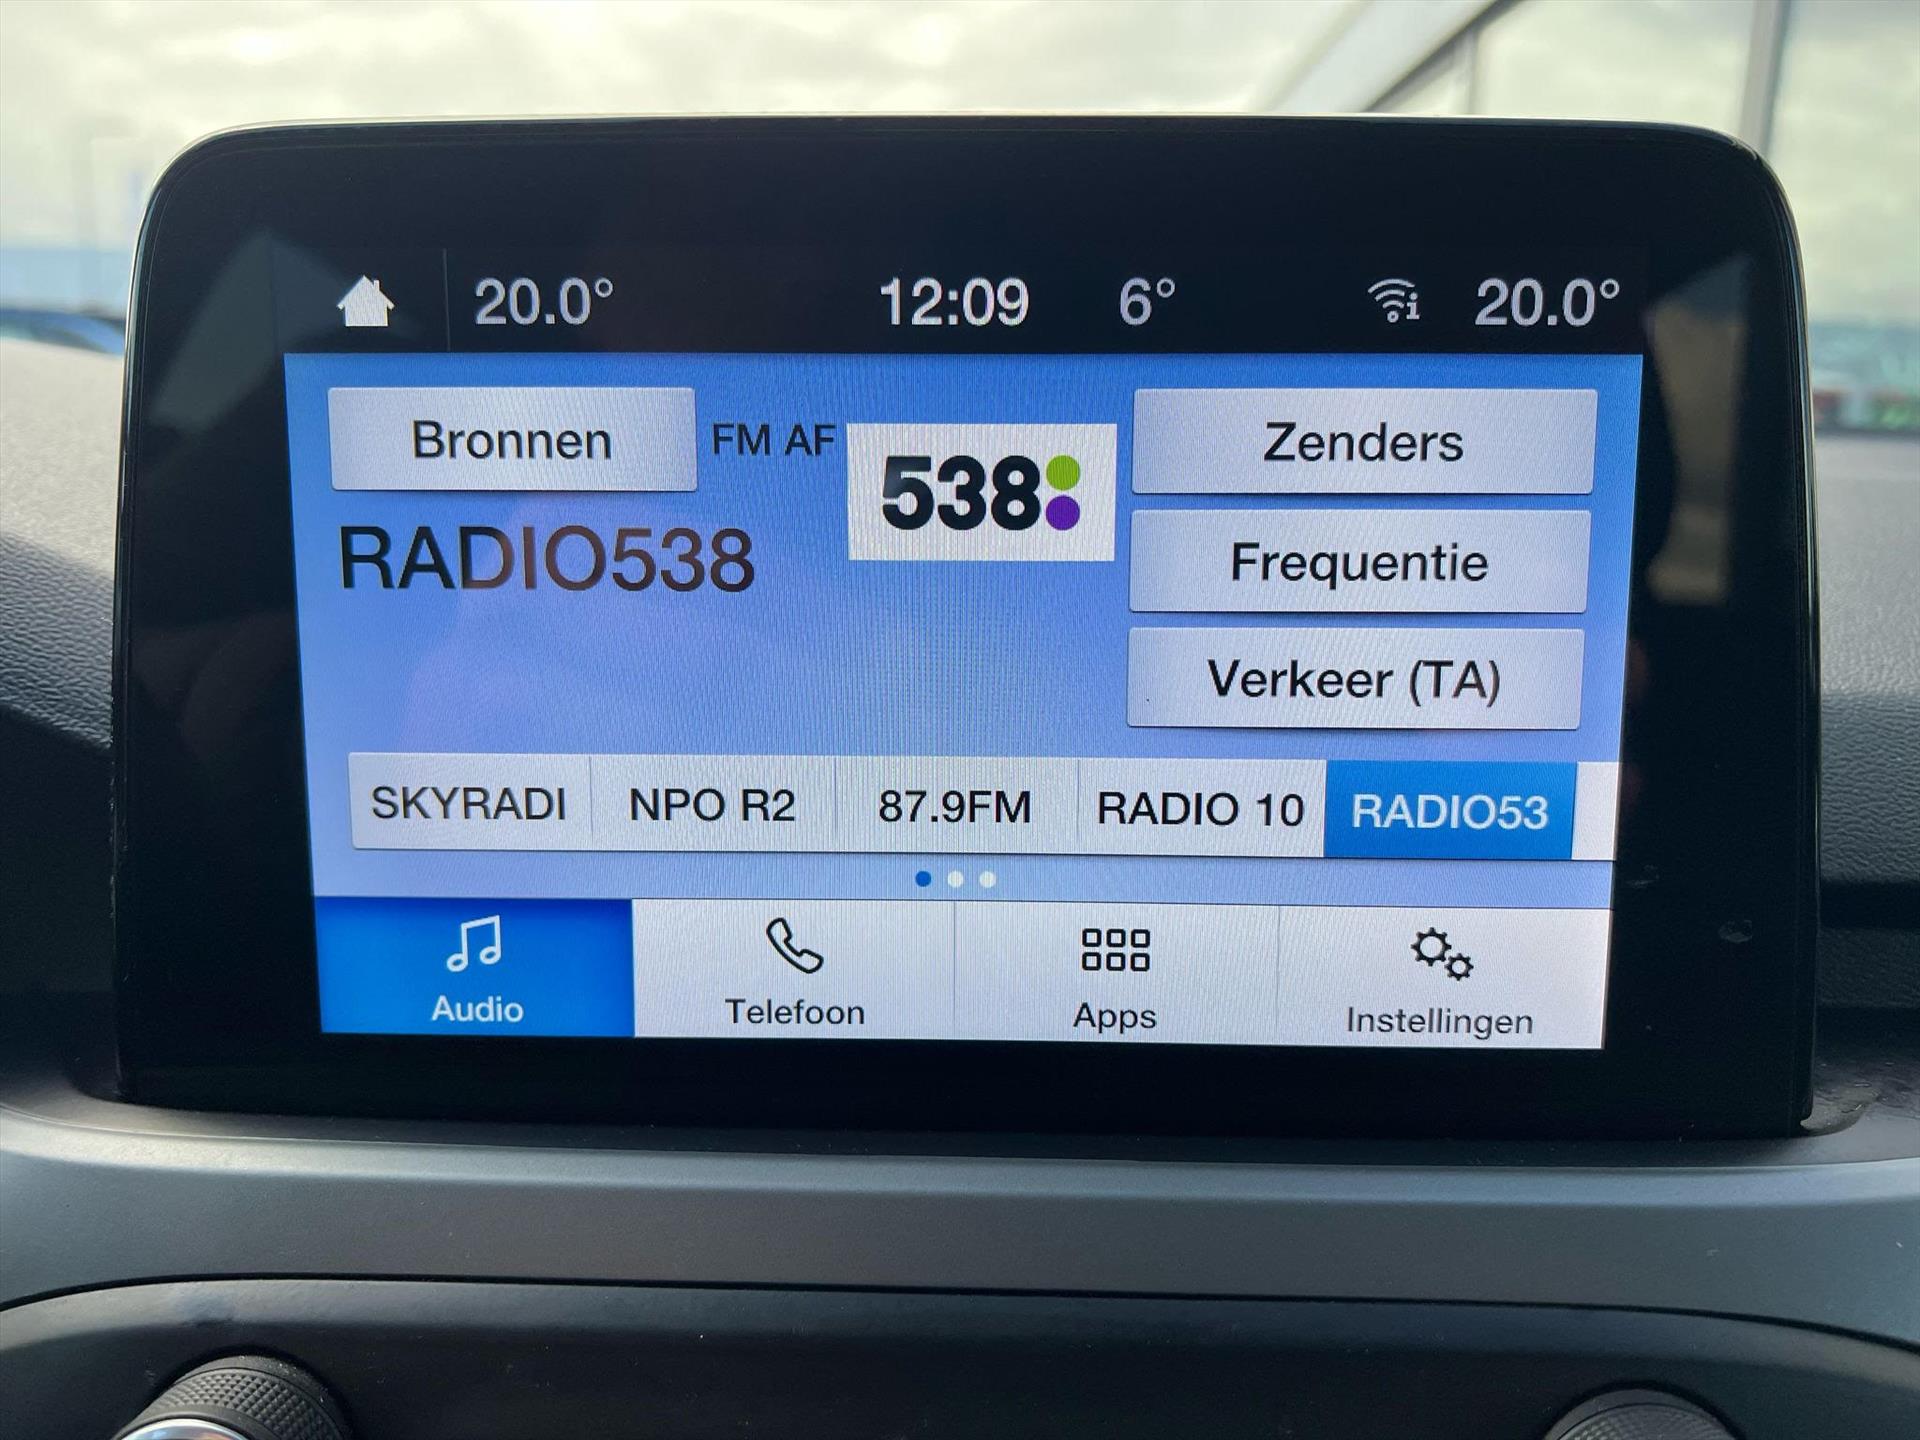 20.0° 12:09 6° 20.0°
Bronnen FM AF 538 Zenders
RADIO538
Frequentie
Verkeer (TA)
SKYRADI NPO R2 87.9FM RADIO 10 RADIO53
Audio Telefoon Apps Instellingen